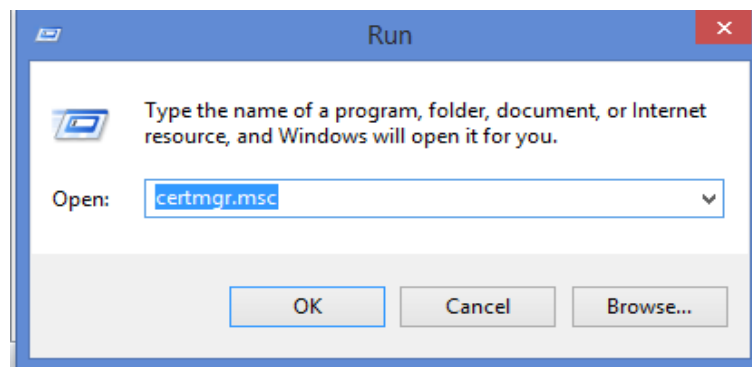 Run
Type the name of a program, folder, document, or Internet
resource, and Windows will open it for you.
Open: certmgr.msc
OK Cancel Browse...